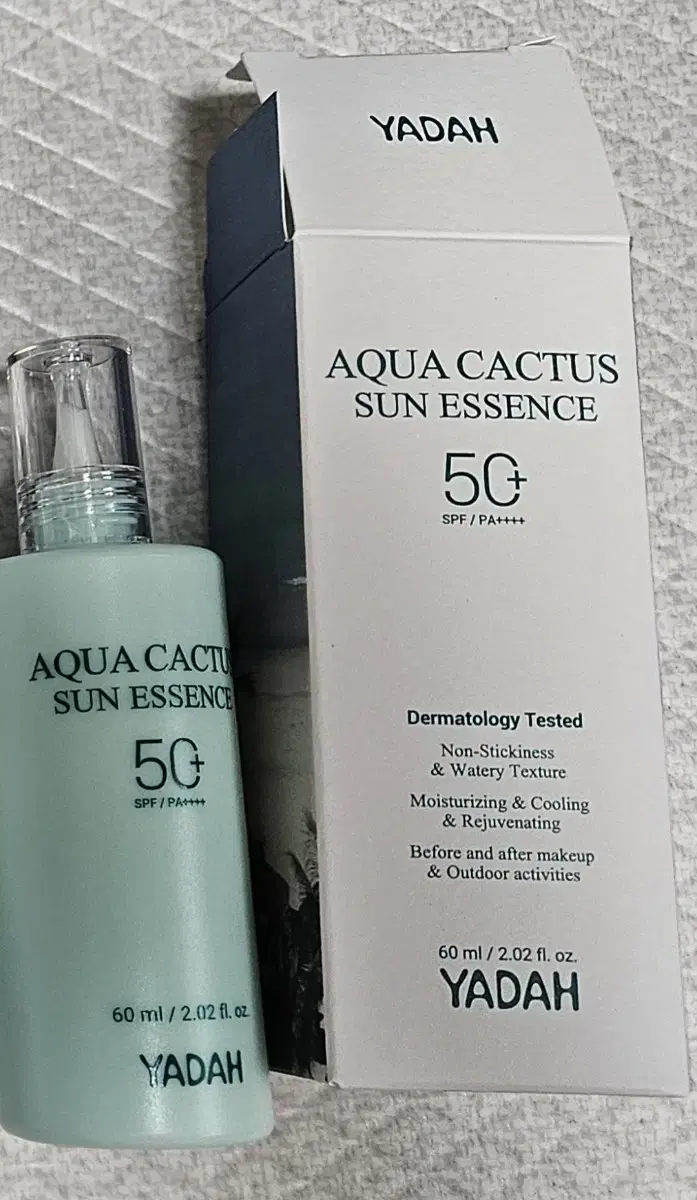 YADAH
AQUA CACTUS
SUN ESSENCE
50+
SPF / PA++++
Dermatology Tested
Non-Stickiness
& Watery Texture
Moisturizing & Cooling
& Rejuvenating
Before and after makeup
& Outdoor activities
60 ml / 2.02 fl. oz.
YADAH
AQUA CACTU
SUN ESSENCE
50+
SPF / PA++++
60 ml / 2.02 fl. oz.
YADAH